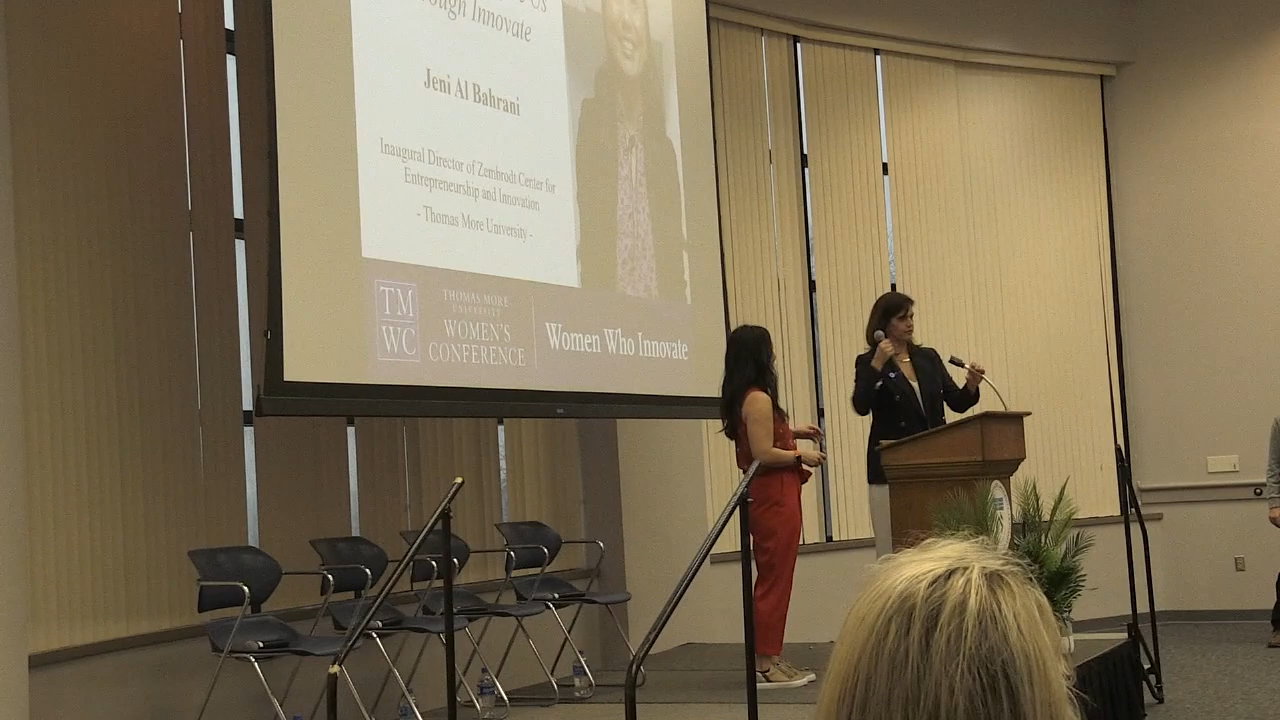 Us
ough Innovate
Jeni Al Bahrani
Inaugural Director of Zembrodt Center for
Entrepreneurship and Innovation
- Thomas More University -
TM
WC
THOMAS MORE
UNIVERSITY
WOMEN'S
CONFERENCE
Women Who Innovate